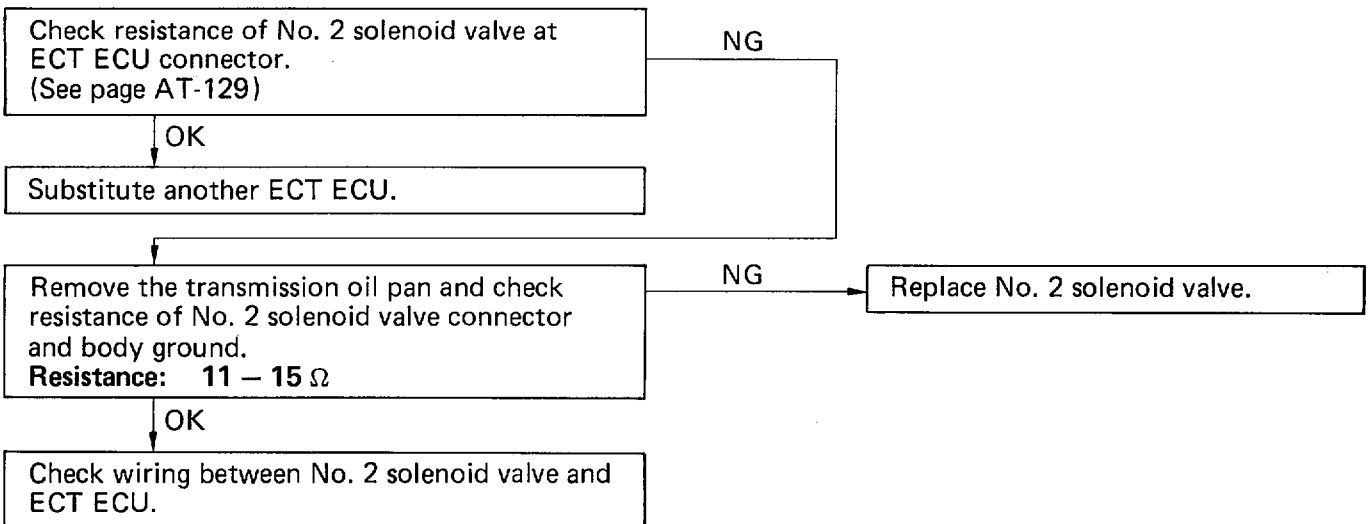 Check resistance of No. 2 solenoid valve at
ECT ECU connector.
(See page AT-129)
NG
OK
Substitute another ECT ECU.
Remove the transmission oil pan and check
resistance of No. 2 solenoid valve connector
and body ground.
Resistance: 11 – 15 Ω
NG
Replace No. 2 solenoid valve.
OK
Check wiring between No. 2 solenoid valve and
ECT ECU.